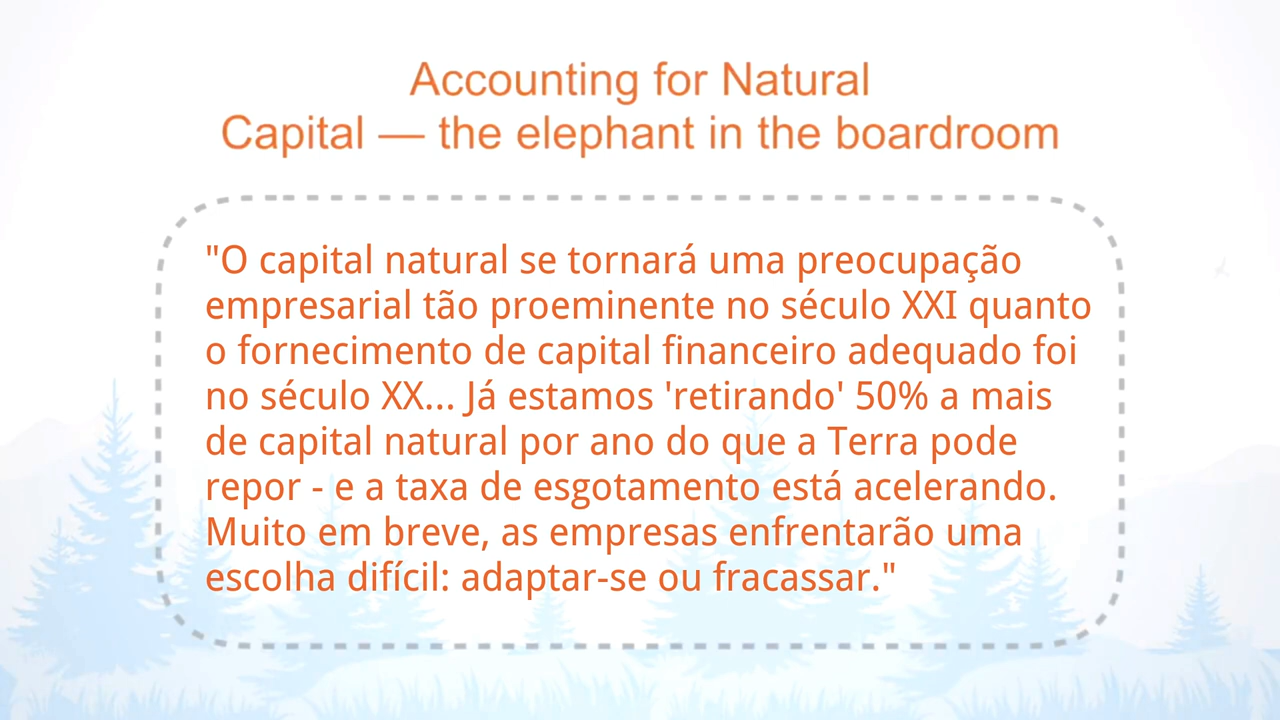 Accounting for Natural
Capital — the elephant in the boardroom
"O capital natural se tornará uma preocupação
empresarial tão proeminente no século XXI quanto
o fornecimento de capital financeiro adequado foi
no século XX... Já estamos 'retirando' 50% a mais
de capital natural por ano do que a Terra pode
repor - e a taxa de esgotamento está acelerando.
Muito em breve, as empresas enfrentarão uma
escolha difícil: adaptar-se ou fracassar."